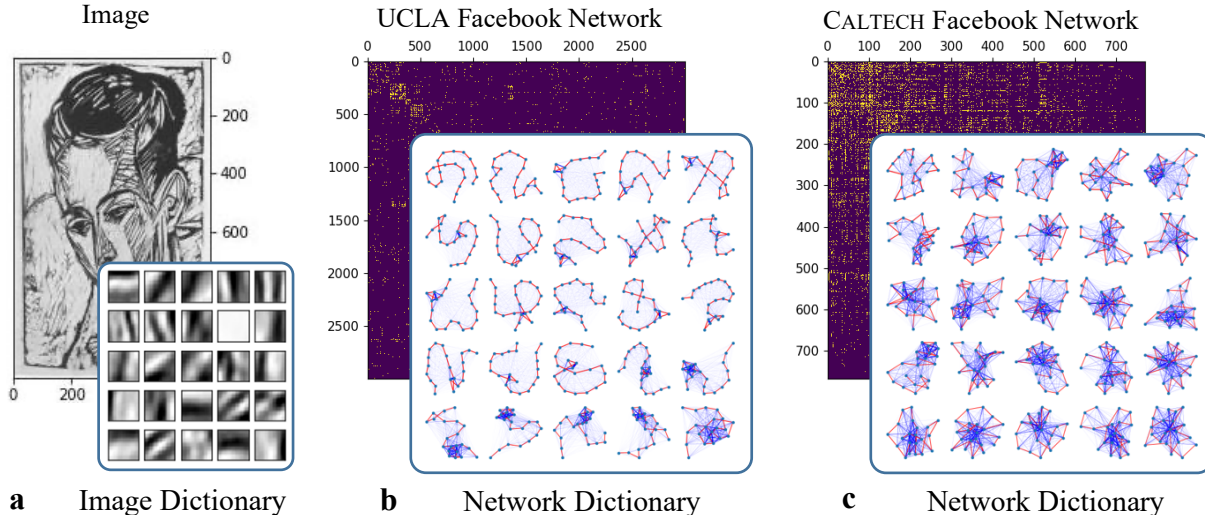 Image
0
200
400
600
0
200
a Image Dictionary
UCLA Facebook Network
0 500 1000 1500 2000 2500
0
500
1000
1500
2000
2500
b Network Dictionary
CALTECH Facebook Network
0 100 200 300 400 500 600 700
0
100
200
300
400
500
600
700
c Network Dictionary